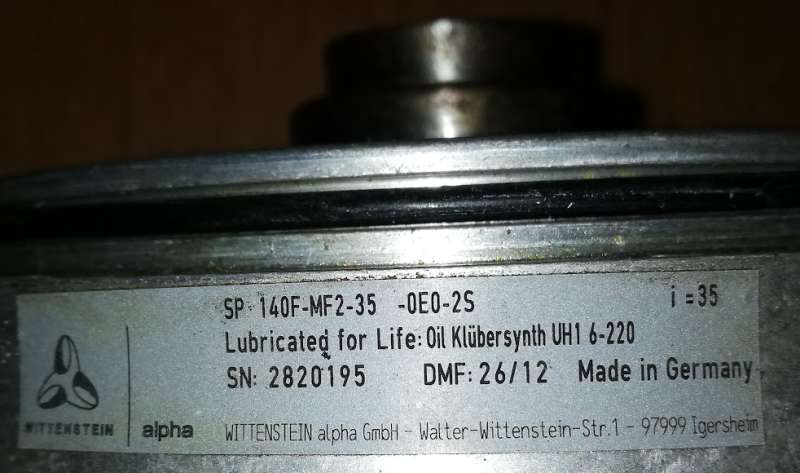 SP 140F-MF2-35 -0E0-2S i=35
Lubricated for Life: Oil Klübersynth UH1 6-220
SN: 2820195 DMF: 26/12 Made in Germany
WITTENSTEIN alpha WITTENSTEIN alpha GmbH - Walter-Wittenstein-Str.1 - 97999 Igersheim